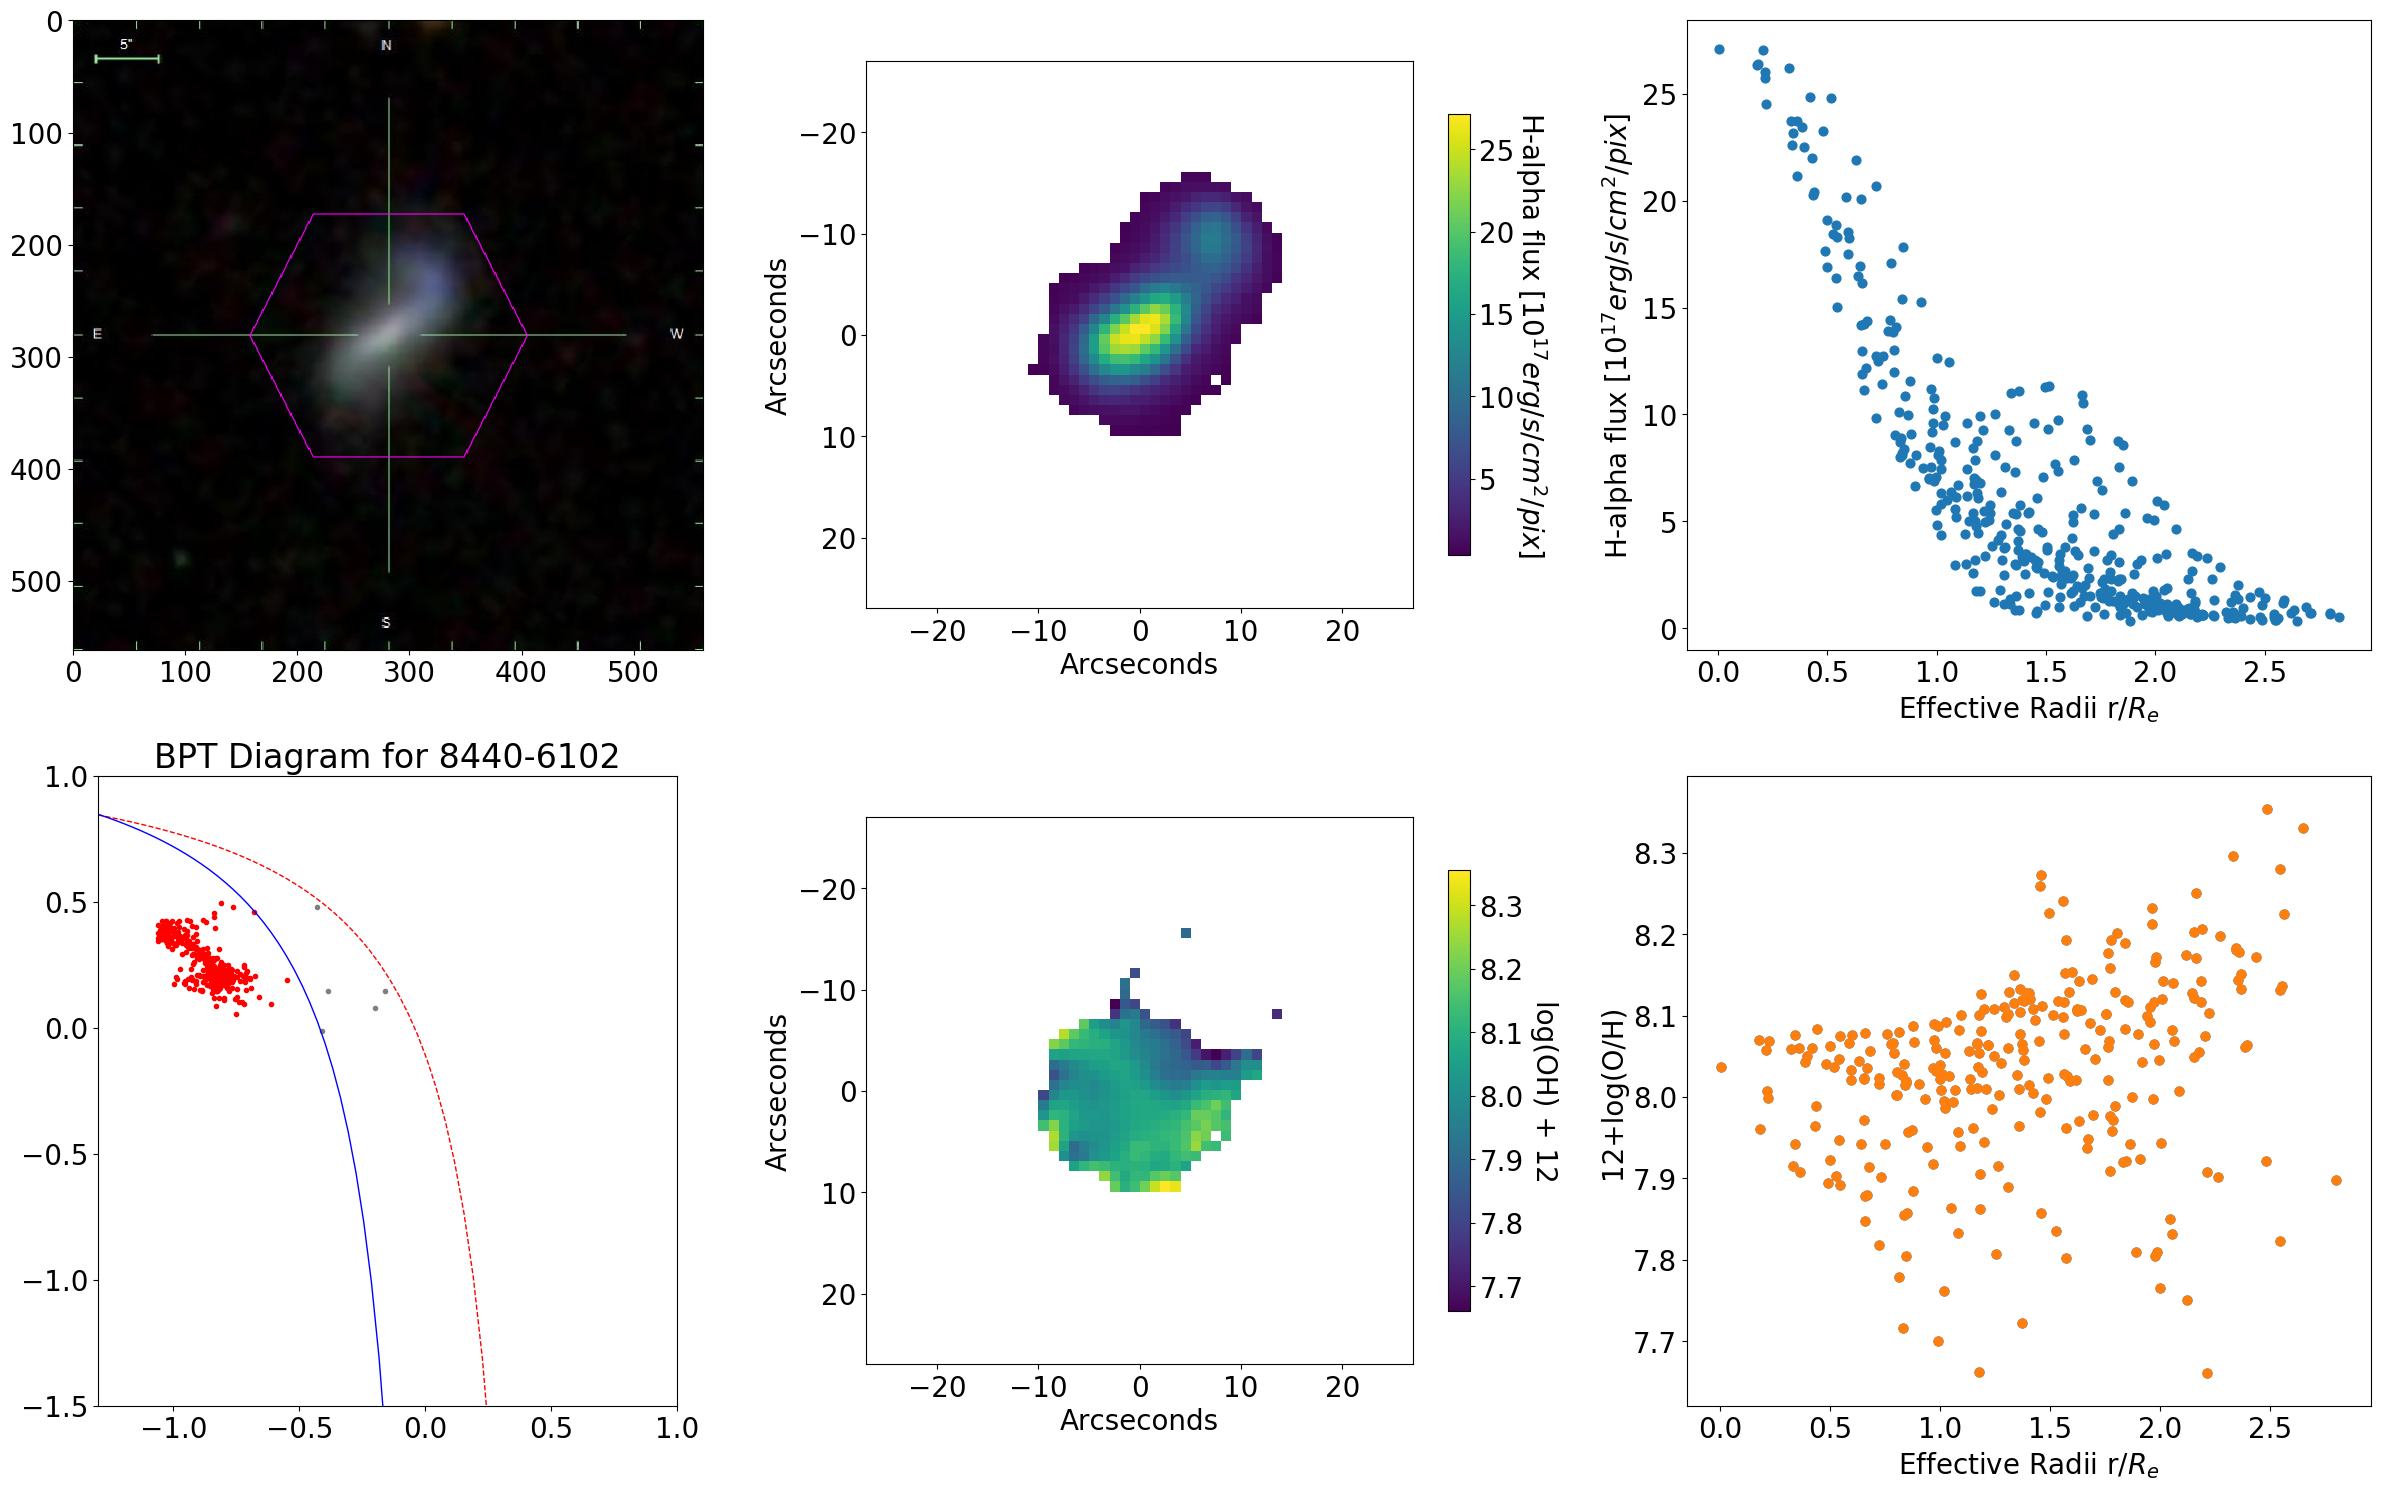 0
100
200
300
400
500
0 100 200 300 400 500
5"
N
E
W
S
−20
−10
0
10
20
−20 −10 0 10 20
Arcseconds
Arcseconds
25
20
15
10
5
H-alpha flux [10^17 erg/s/cm^2/pix]
25
20
15
10
5
0
0.0 0.5 1.0 1.5 2.0 2.5
Effective Radii r/R_e
H-alpha flux [10^17 erg/s/cm^2/pix]
BPT Diagram for 8440-6102
1.0
0.5
0.0
−0.5
−1.0
−1.5
−1.0 −0.5 0.0 0.5 1.0
−20
−10
0
10
20
−20 −10 0 10 20
Arcseconds
Arcseconds
8.3
8.2
8.1
8.0
7.9
7.8
7.7
log(OH) + 12
8.3
8.2
8.1
8.0
7.9
7.8
7.7
0.0 0.5 1.0 1.5 2.0 2.5
Effective Radii r/R_e
12+log(O/H)